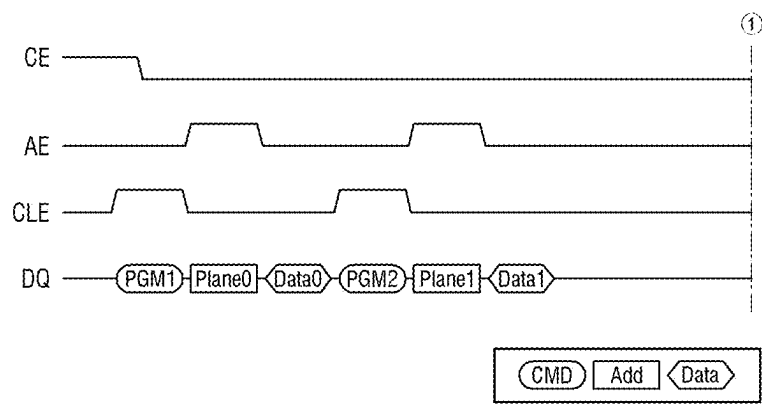 ①
CE
AE
CLE
DQ PGM1 Plane0 Data0 PGM2 Plane1 Data1
CMD Add Data